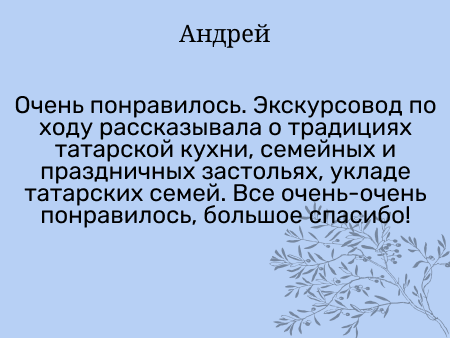 Андрей
Очень понравилось. Экскурсовод по
ходу рассказывала о традициях
татарской кухни, семейных и
праздничных застольях, укладе
татарских семей. Все очень-очень
понравилось, большое спасибо!